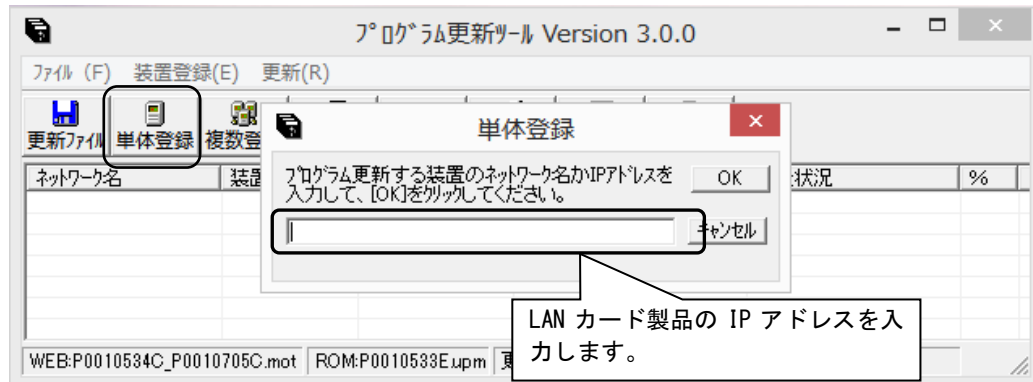 ﾌﾟﾛｸﾞﾗﾑ更新ﾂｰﾙ Version 3.0.0
ﾌｧｲﾙ (F) 装置登録(E) 更新(R)
更新ﾌｧｲﾙ 単体登録 複数登
単体登録
ﾈｯﾄﾜｰｸ名 装置 状況 %
ﾌﾟﾛｸﾞﾗﾑ更新する装置のﾈｯﾄﾜｰｸ名かIPｱﾄﾞﾚｽを
入力して、[OK]をｸﾘｯｸしてください。
OK
ｷｬﾝｾﾙ
LAN カード製品の IP アドレスを入
力します。
WEB:P0010534C_P0010705C.mot ROM:P0010533E.upm 更